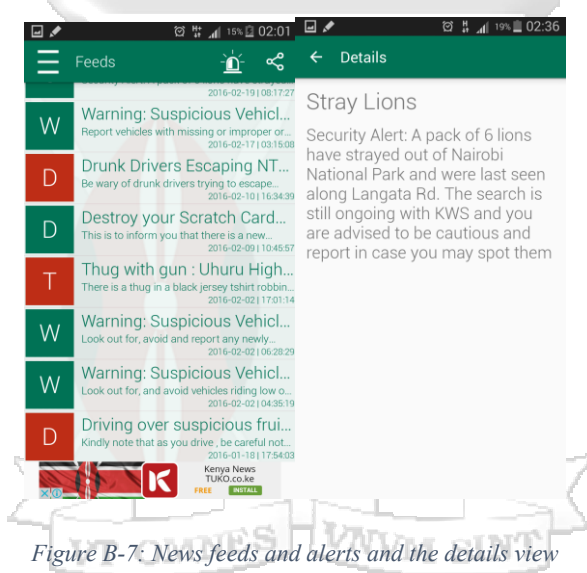 15% 02:01
Feeds
2016-02-19 | 08:17:27
W
Warning: Suspicious Vehicl...
Report vehicles with missing or improper or...
2016-02-17 | 03:15:08
D
Drunk Drivers Escaping NT...
Be wary of drunk drivers trying to escape...
2016-02-10 | 16:34:39
D
Destroy your Scratch Card...
This is to inform you that there is a new...
2016-02-09 | 10:45:57
T
Thug with gun : Uhuru High...
There is a thug in a black jersey tshirt robbin...
2016-02-02 | 17:01:14
W
Warning: Suspicious Vehicl...
Look out for, avoid and report any newly...
2016-02-02 | 06:28:29
W
Warning: Suspicious Vehicl...
Look out for, and avoid vehicles riding low o...
2016-02-02 | 04:35:19
D
Driving over suspicious frui...
Kindly note that as you drive , be careful not...
2016-01-18 | 17:54:03
K
Kenya News
TUKO.co.ke
FREE INSTALL
19% 02:36
Details
Stray Lions
Security Alert: A pack of 6 lions
have strayed out of Nairobi
National Park and were last seen
along Langata Rd. The search is
still ongoing with KWS and you
are advised to be cautious and
report in case you may spot them
UT OMNES VNVM SINT
Figure B-7: News feeds and alerts and the details view